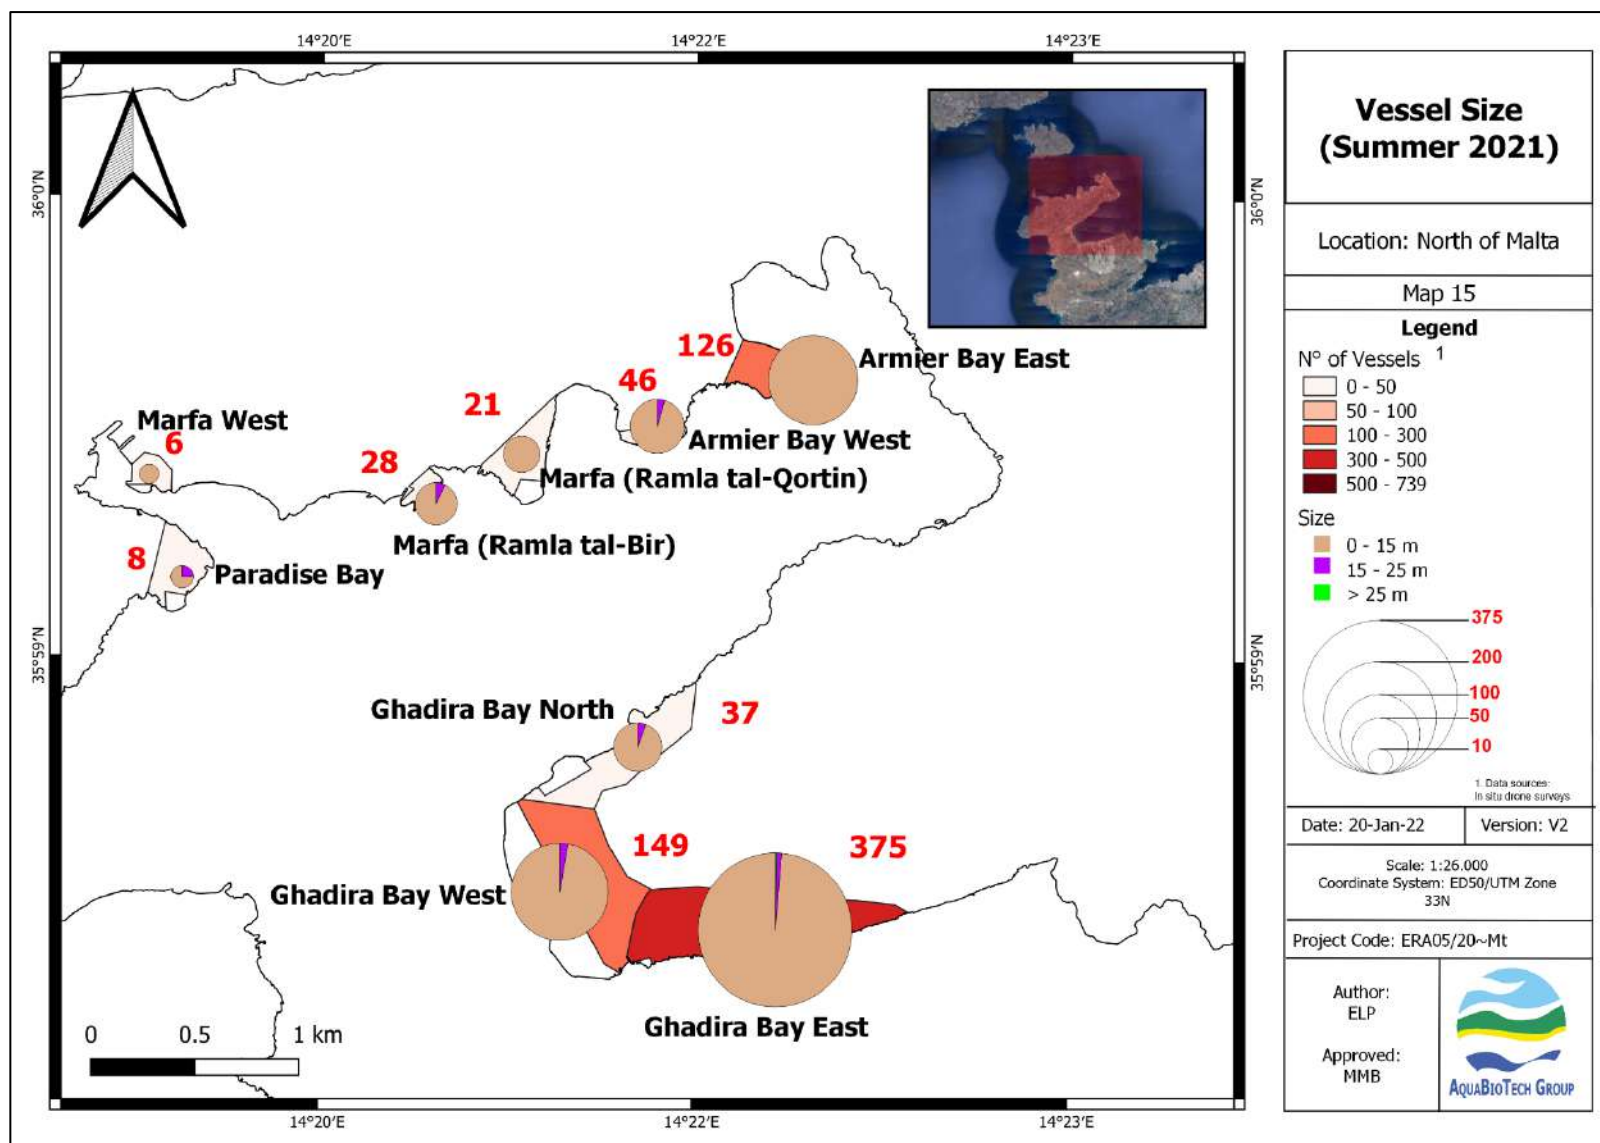 14°20'E
14°22'E
14°23'E
36°0'N
36°0'N
126
Armier Bay East
46
Armier Bay West
21
Marfa (Ramla tal-Qortin)
Marfa West
6
28
Marfa (Ramla tal-Bir)
8
Paradise Bay
35°59'N
35°59'N
Ghadira Bay North
37
149
375
Ghadira Bay West
Ghadira Bay East
0 0.5 1 km
14°20'E
14°22'E
14°23'E
Vessel Size
(Summer 2021)
Location: North of Malta
Map 15
Legend
N° of Vessels 1
0 - 50
50 - 100
100 - 300
300 - 500
500 - 739
Size
0 - 15 m
15 - 25 m
> 25 m
375
200
100
50
10
1. Data sources:
In situ drone surveys
Date: 20-Jan-22
Version: V2
Scale: 1:26.000
Coordinate System: ED50/UTM Zone
33N
Project Code: ERA05/20~Mt
Author:
ELP
Approved:
MMB
AquaBioTech Group